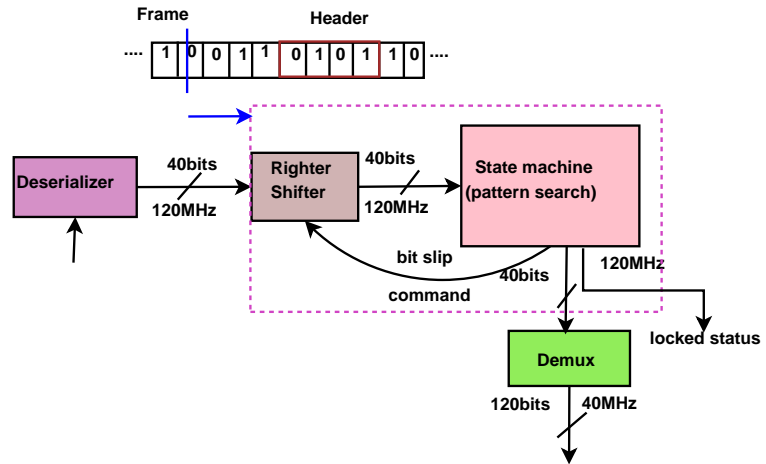 Frame
Header
.... 1 0 0 1 1 0 1 0 1 1 0 ....
Deserializer
40bits
120MHz
Righter
Shifter
40bits
120MHz
State machine
(pattern search)
bit slip
command
40bits
120MHz
locked status
Demux
120bits
40MHz